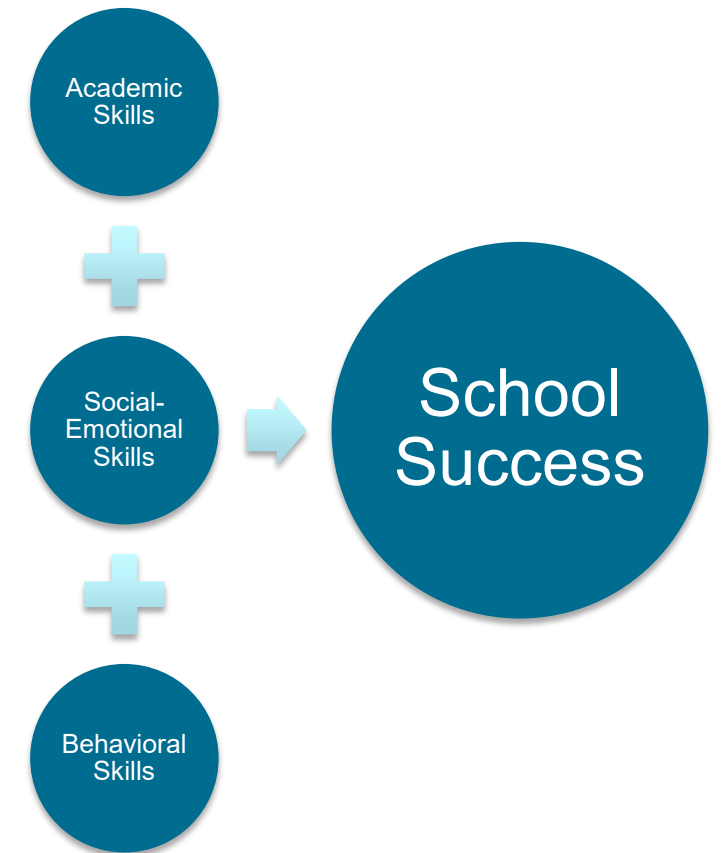 Academic
Skills
Social-
Emotional
Skills
School
Success
Behavioral
Skills